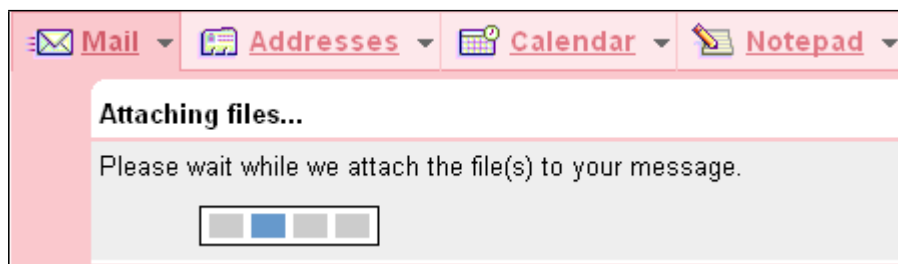 Mail Addresses Calendar Notepad
Attaching files...
Please wait while we attach the file(s) to your message.